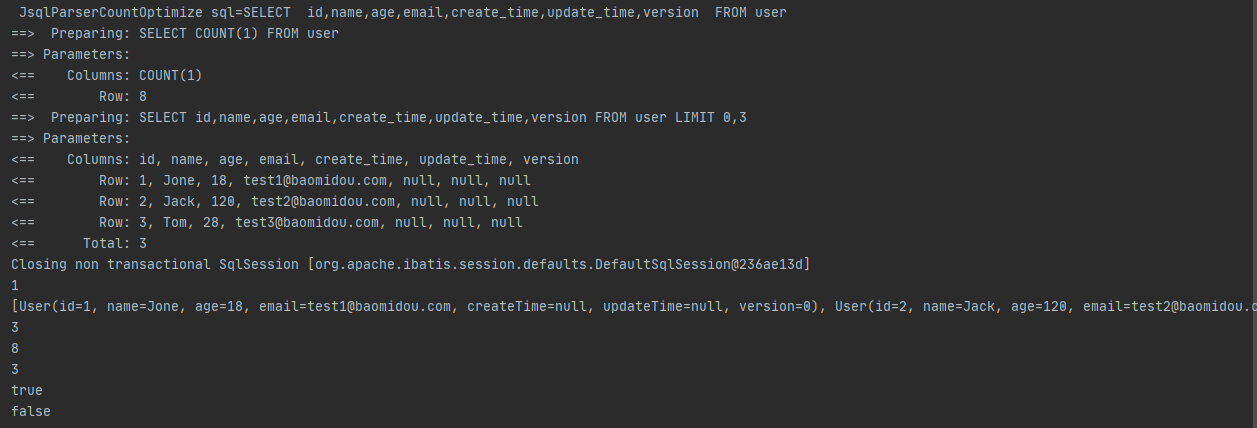 JsqlParserCountOptimize sql=SELECT  id,name,age,email,create_time,update_time,version  FROM user
==>  Preparing: SELECT COUNT(1) FROM user
==> Parameters:
<==    Columns: COUNT(1)
<==        Row: 8
==>  Preparing: SELECT id,name,age,email,create_time,update_time,version FROM user LIMIT 0,3
==> Parameters:
<==    Columns: id, name, age, email, create_time, update_time, version
<==        Row: 1, Jone, 18, test1@baomidou.com, null, null, null
<==        Row: 2, Jack, 120, test2@baomidou.com, null, null, null
<==        Row: 3, Tom, 28, test3@baomidou.com, null, null, null
<==      Total: 3
Closing non transactional SqlSession [org.apache.ibatis.session.defaults.DefaultSqlSession@236ae13d]
1
[User(id=1, name=Jone, age=18, email=test1@baomidou.com, createTime=null, updateTime=null, version=0), User(id=2, name=Jack, age=120, email=test2@baomidou.
3
8
3
true
false